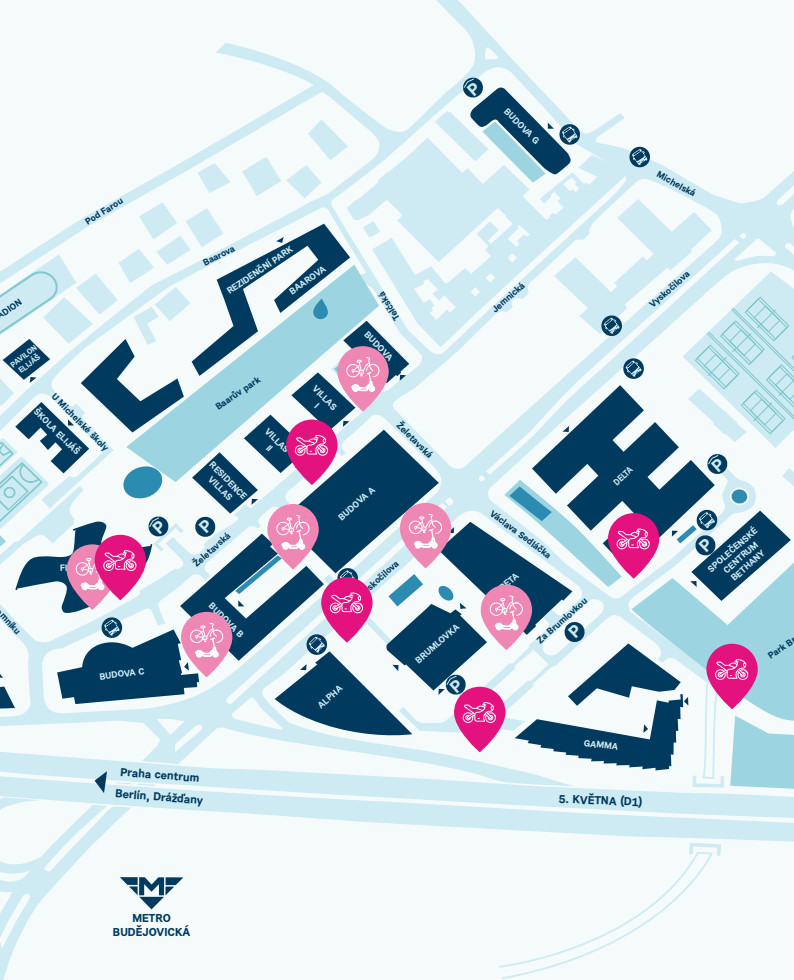 P
BUDOVA G
Michelská
Pod Farou
Baarova
REZIDENČNÍ PARK
BAAROVA
Telčská
Jemnická
Vyskočilova
PAVILON
ELIJÁŠ
BUDOVA
U Michelské školy
ŠKOLA ELIJÁŠ
Baarův park
VILLAS
I
VILLAS
II
RESIDENCE
VILLAS
Želetavská
BUDOVA A
DELTA
P
P
P
Želetavská
Václava Sedláčka
P
SPOLEČENSKÉ
CENTRUM
BETHANY
BUDOVA B
Za Brumlovkou
P
BRUMLOVKA
Park
BUDOVA C
ALPHA
P
GAMMA
Praha centrum
Berlín, Drážďany
5. KVĚTNA (D1)
M
METRO
BUDĚJOVICKÁ